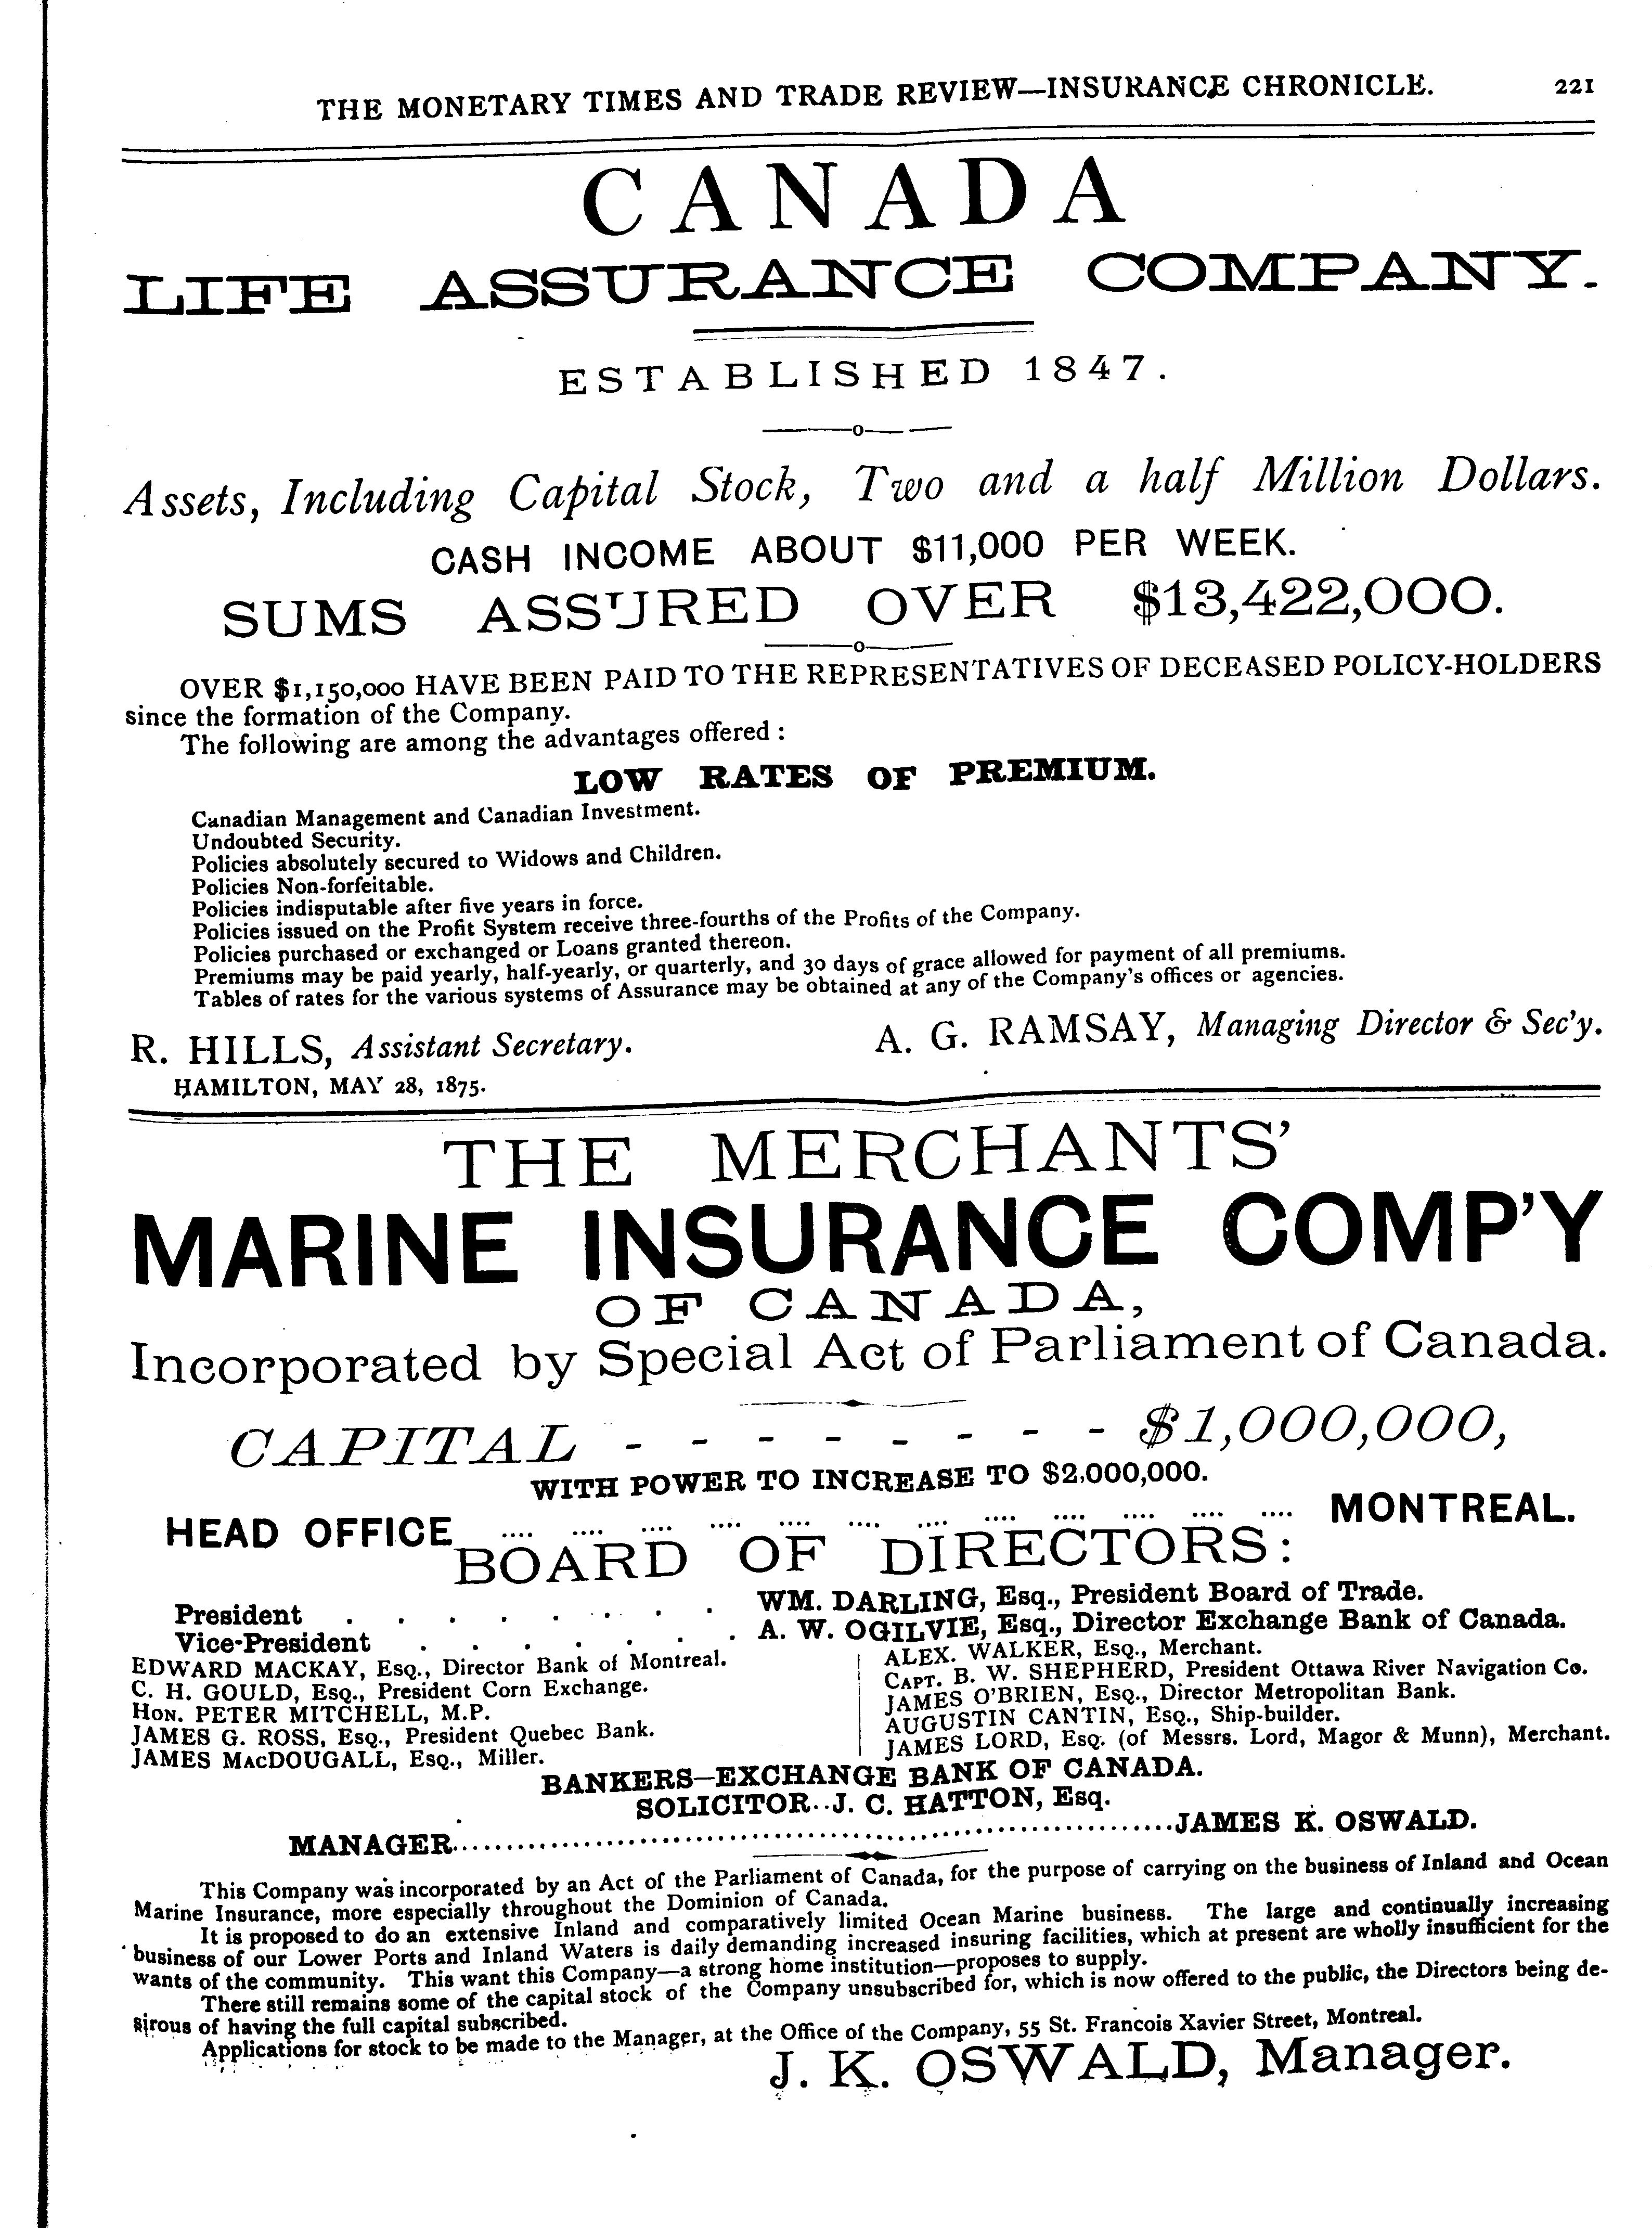 THE MONETARY TIMES AND TRADE REVIEW—INSURANCE CHRONICLE. 221
CANADA
LIFE ASSURANCE COMPANY.
ESTABLISHED 1847.
Assets, Including Capital Stock, Two and a half Million Dollars.
CASH INCOME ABOUT $11,000 PER WEEK.
SUMS ASSURED OVER $13,422,000.
OVER $1,150,000 HAVE BEEN PAID TO THE REPRESENTATIVES OF DECEASED POLICY-HOLDERS
since the formation of the Company.
The following are among the advantages offered :
LOW RATES OF PREMIUM.
Canadian Management and Canadian Investment.
Undoubted Security.
Policies absolutely secured to Widows and Children.
Policies Non-forfeitable.
Policies indisputable after five years in force.
Policies issued on the Profit System receive three-fourths of the Profits of the Company.
Policies purchased or exchanged or Loans granted thereon.
Premiums may be paid yearly, half-yearly, or quarterly, and 30 days of grace allowed for payment of all premiums.
Tables of rates for the various systems of Assurance may be obtained at any of the Company's offices or agencies.
R. HILLS, Assistant Secretary. A. G. RAMSAY, Managing Director & Sec'y.
HAMILTON, MAY 28, 1875.
THE MERCHANTS'
MARINE INSURANCE COMP'Y
OF CANADA,
Incorporated by Special Act of Parliament of Canada.
CAPITAL - - - - - - - - $1,000,000,
WITH POWER TO INCREASE TO $2,000,000.
HEAD OFFICE .... .... .... .... .... .... .... .... .... .... .... .... MONTREAL.
BOARD OF DIRECTORS:
President . . . . . . . . WM. DARLING, Esq., President Board of Trade.
Vice-President . . . . . . . A. W. OGILVIE, Esq., Director Exchange Bank of Canada.
EDWARD MACKAY, Esq., Director Bank of Montreal.
C. H. GOULD, Esq., President Corn Exchange.
Hon. PETER MITCHELL, M.P.
JAMES G. ROSS, Esq., President Quebec Bank.
JAMES MacDOUGALL, Esq., Miller.
ALEX. WALKER, Esq., Merchant.
Capt. B. W. SHEPHERD, President Ottawa River Navigation Co.
JAMES O'BRIEN, Esq., Director Metropolitan Bank.
AUGUSTIN CANTIN, Esq., Ship-builder.
JAMES LORD, Esq. (of Messrs. Lord, Magor & Munn), Merchant.
BANKERS—EXCHANGE BANK OF CANADA.
SOLICITOR..J. C. HATTON, Esq.
MANAGER........................................JAMES K. OSWALD.
This Company was incorporated by an Act of the Parliament of Canada, for the purpose of carrying on the business of Inland and Ocean
Marine Insurance, more especially throughout the Dominion of Canada.
It is proposed to do an extensive Inland and comparatively limited Ocean Marine business. The large and continually increasing
business of our Lower Ports and Inland Waters is daily demanding increased insuring facilities, which at present are wholly insufficient for the
wants of the community. This want this Company—a strong home institution—proposes to supply.
There still remains some of the capital stock of the Company unsubscribed for, which is now offered to the public, the Directors being de-
sirous of having the full capital subscribed.
Applications for stock to be made to the Manager, at the Office of the Company, 55 St. Francois Xavier Street, Montreal.
J. K. OSWALD, Manager.